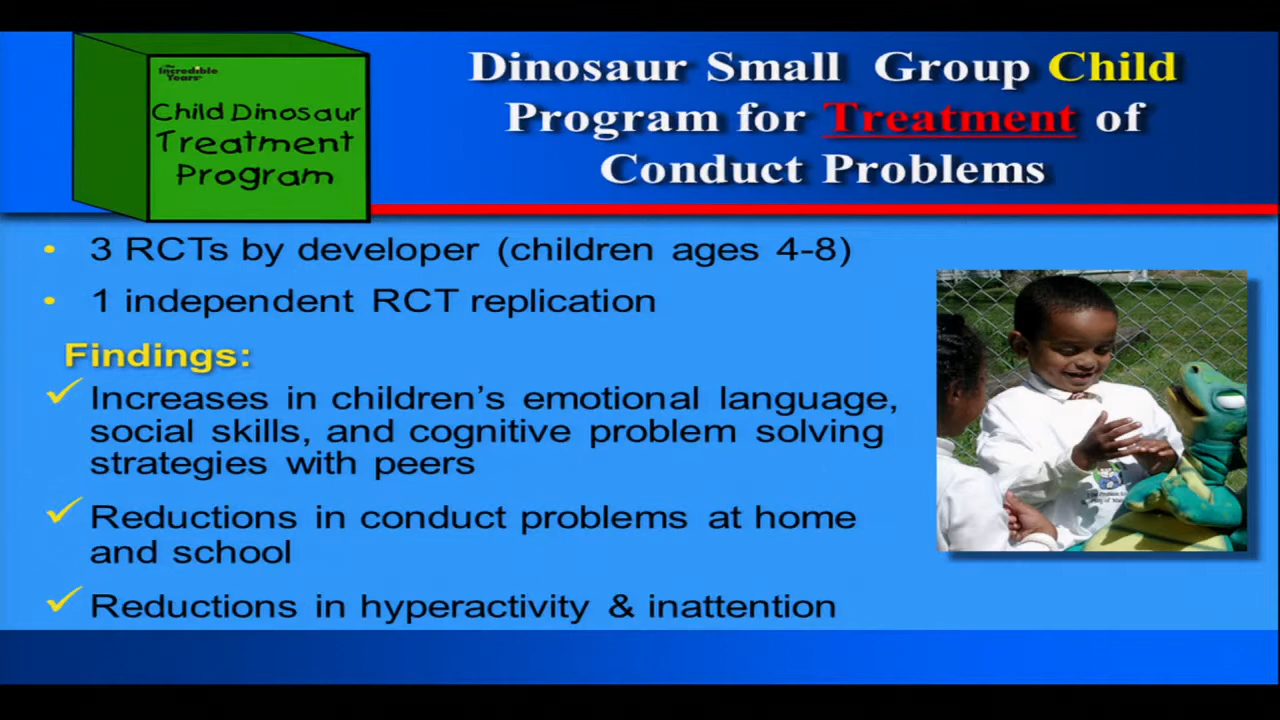 The
Incredible
Years
Child Dinosaur
Treatment
Program
Dinosaur Small Group Child
Program for Treatment of
Conduct Problems
• 3 RCTs by developer (children ages 4-8)
• 1 independent RCT replication
Findings:
✓ Increases in children’s emotional language,
social skills, and cognitive problem solving
strategies with peers
✓ Reductions in conduct problems at home
and school
✓ Reductions in hyperactivity & inattention